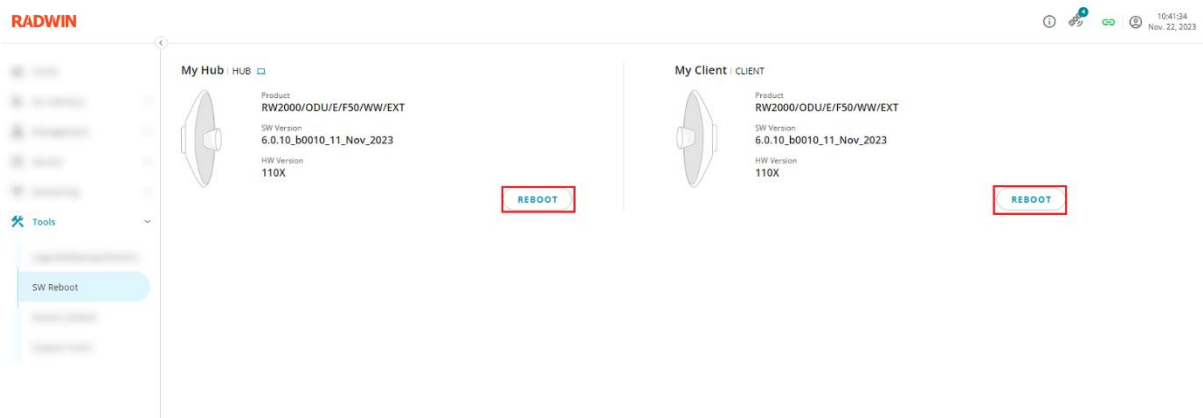 RADWIN
4
10:41:34
Nov. 22, 2023
Tools
SW Reboot
My Hub | HUB
Product
RW2000/ODU/E/F50/WW/EXT
SW Version
6.0.10_b0010_11_Nov_2023
HW Version
110X
REBOOT
My Client | CLIENT
Product
RW2000/ODU/E/F50/WW/EXT
SW Version
6.0.10_b0010_11_Nov_2023
HW Version
110X
REBOOT